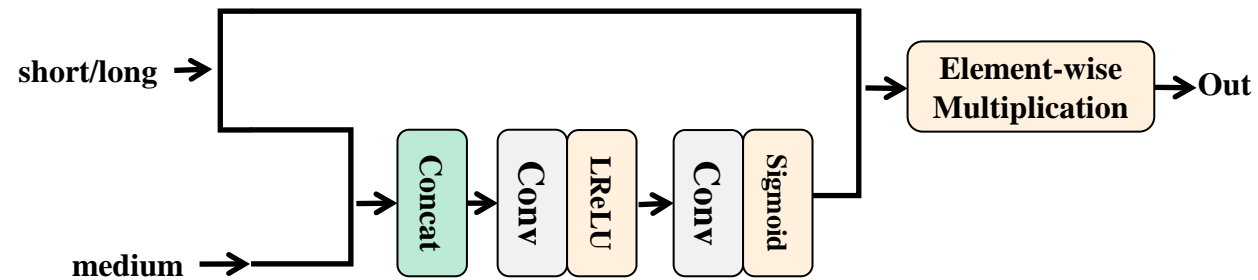 short/long
Element-wise
Multiplication
Out
Concat
Conv
LReLU
Conv
Sigmoid
medium